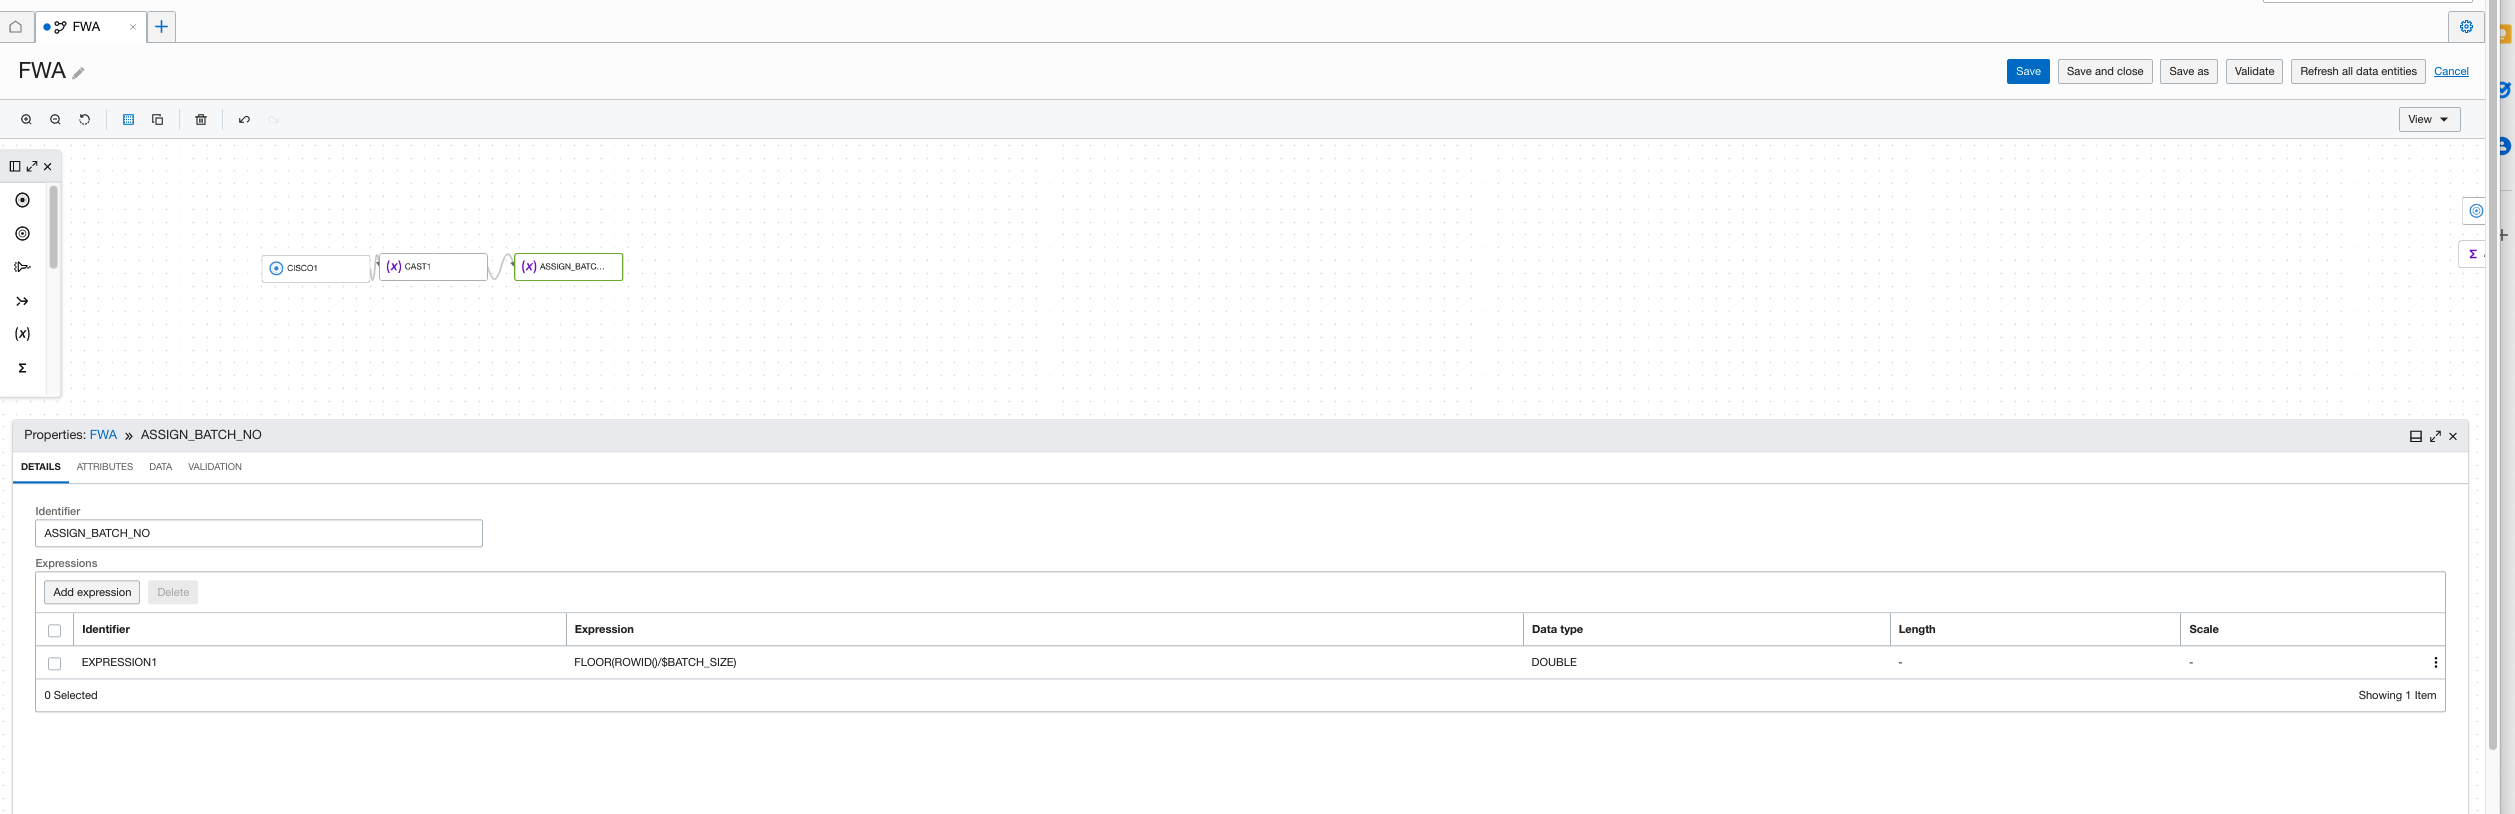 FWA
FWA
Save Save and close Save as Validate Refresh all data entities Cancel
View
CISCO1
(x) CAST1
(x) ASSIGN_BATC...
(x)
Σ
Σ
Properties: FWA » ASSIGN_BATCH_NO
DETAILS ATTRIBUTES DATA VALIDATION
Identifier
ASSIGN_BATCH_NO
Expressions
Add expression Delete
Identifier Expression Data type Length Scale
EXPRESSION1 FLOOR(ROWID()/$BATCH_SIZE) DOUBLE - -
0 Selected Showing 1 Item